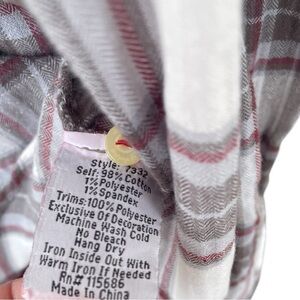 Style: 7332
Self: 98% Cotton
1% Polyester
1% Spandex
Trims: 100% Polyester
Exclusive Of Decoration
Machine Wash Cold
No Bleach
Hang Dry
Iron Inside Out With
Warm Iron If Needed
Rn# 115686
Made In China